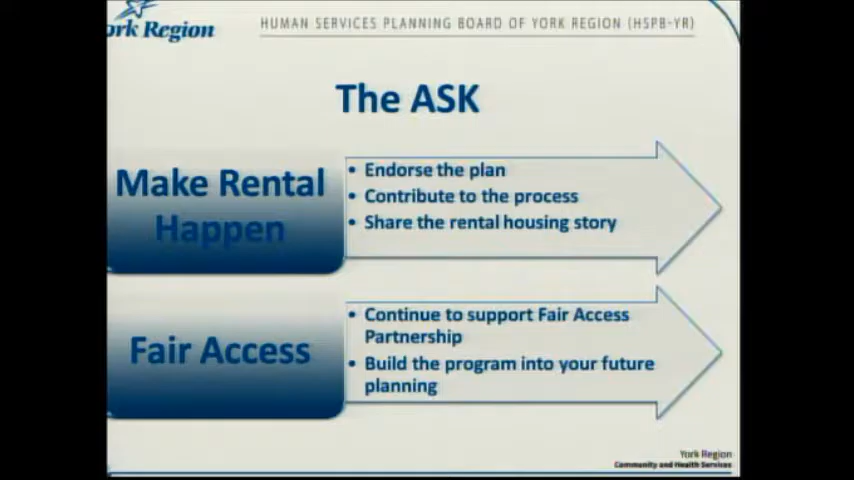 York Region
HUMAN SERVICES PLANNING BOARD OF YORK REGION (HSPB-YR)
The ASK
Make Rental
Happen
• Endorse the plan
• Contribute to the process
• Share the rental housing story
Fair Access
• Continue to support Fair Access
Partnership
• Build the program into your future
planning
York Region
Community and Health Services